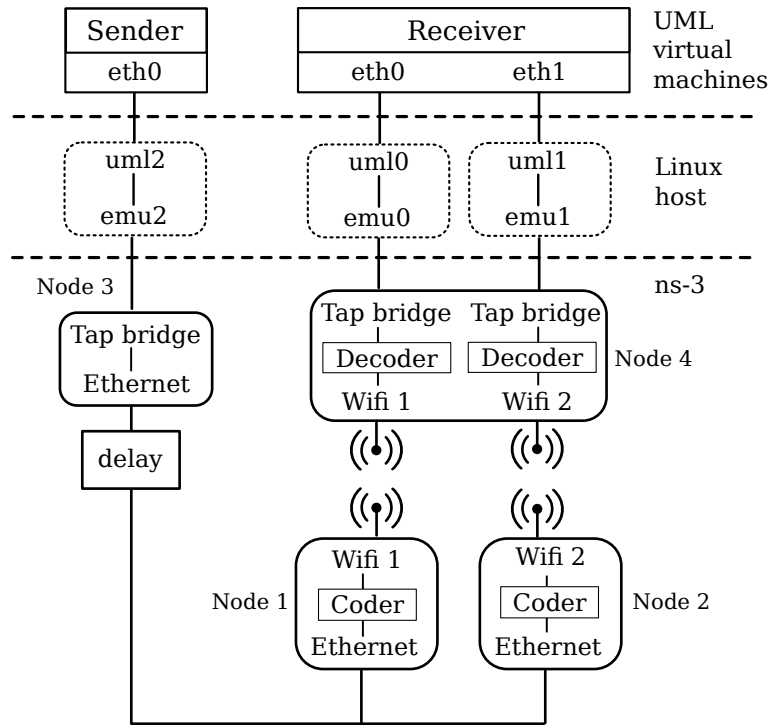 Sender
eth0
Receiver
eth0 eth1
UML
virtual
machines
uml2
emu2
uml0
emu0
uml1
emu1
Linux
host
ns-3
Node 3
Tap bridge
Ethernet
delay
Tap bridge Tap bridge
Decoder Decoder
Wifi 1 Wifi 2
Node 4
Node 1
Wifi 1
Coder
Ethernet
Wifi 2
Coder
Ethernet
Node 2